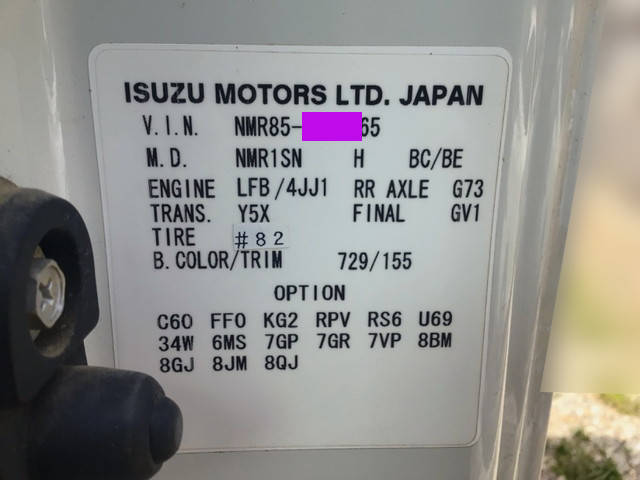 ISUZU MOTORS LTD. JAPAN
V.I.N. NMR85- 65
M.D. NMR1SN H BC/BE
ENGINE LFB/4JJ1 RR AXLE G73
TRANS. Y5X FINAL GV1
TIRE #82
B.COLOR/TRIM 729/155
OPTION
C60 FF0 KG2 RPV RS6 U69
34W 6MS 7GP 7GR 7VP 8BM
8GJ 8JM 8QJ